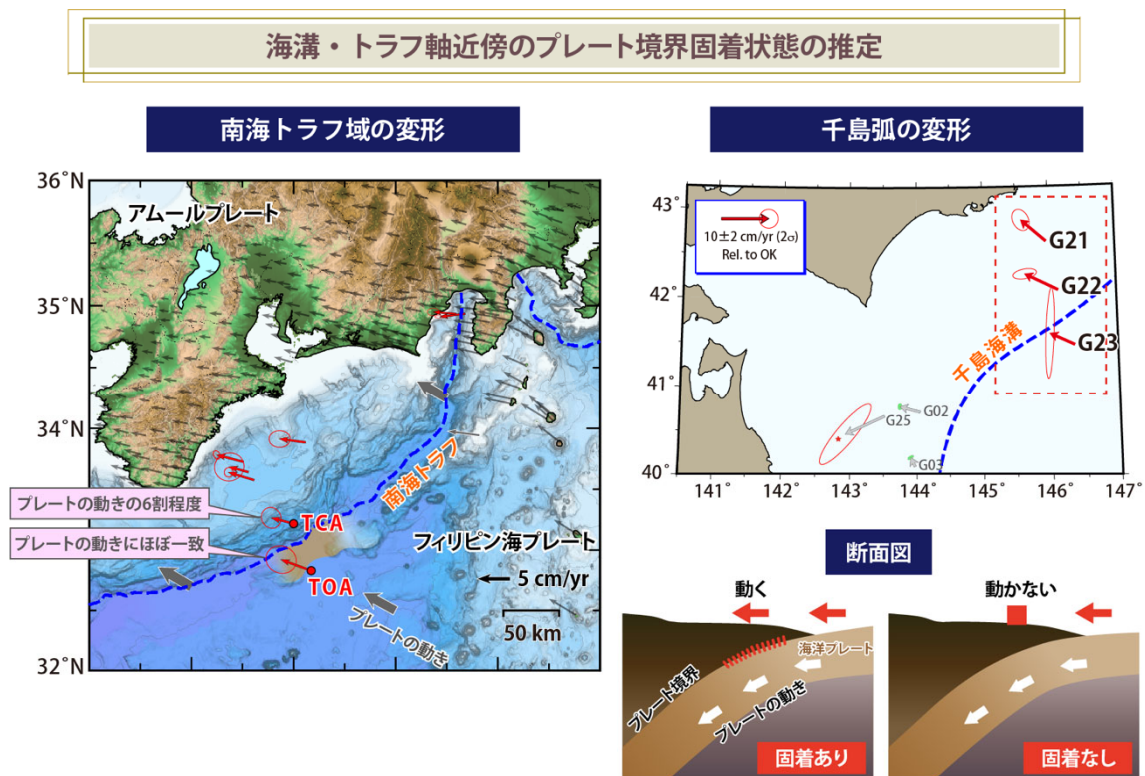 海溝・トラフ軸近傍のプレート境界固着状態の推定
南海トラフ域の変形
36°N
35°N
34°N
33°N
32°N
アムールプレート
南海トラフ
プレートの動きの6割程度
プレートの動きにほぼ一致
TCA
TOA
フィリピン海プレート
5 cm/yr
50 km
プレートの動き
千島弧の変形
43°
42°
41°
40°
10±2 cm/yr (2σ)
Rel. to OK
G21
G22
G23
千島海溝
G02
G25
G03
141°
142°
143°
144°
145°
146°
147°
断面図
動く
海洋プレート
プレート境界
プレートの動き
固着あり
動かない
固着なし